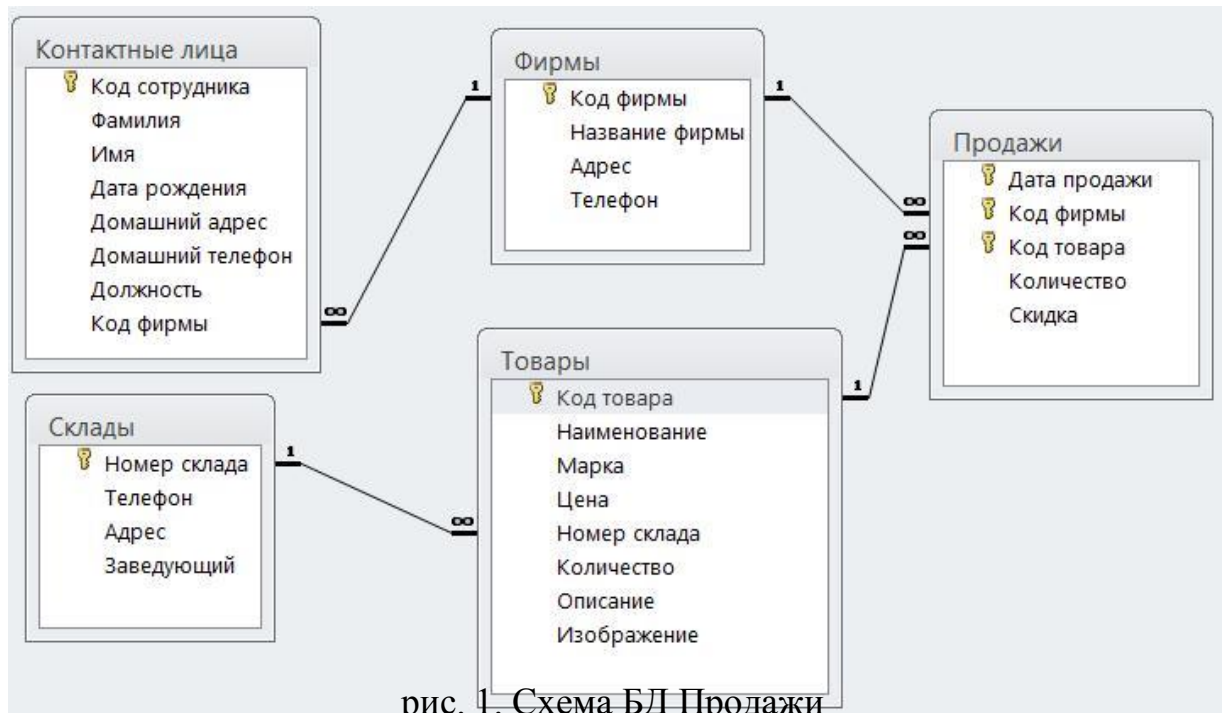 Контактные лица
Код сотрудника
Фамилия
Имя
Дата рождения
Домашний адрес
Домашний телефон
Должность
Код фирмы
1
∞
Фирмы
Код фирмы
Название фирмы
Адрес
Телефон
1
∞
Продажи
Дата продажи
Код фирмы
Код товара
Количество
Скидка
∞
1
Товары
Код товара
Наименование
Марка
Цена
Номер склада
Количество
Описание
Изображение
Склады
Номер склада
Телефон
Адрес
Заведующий
1
∞
рис. 1. Схема БД Продажи